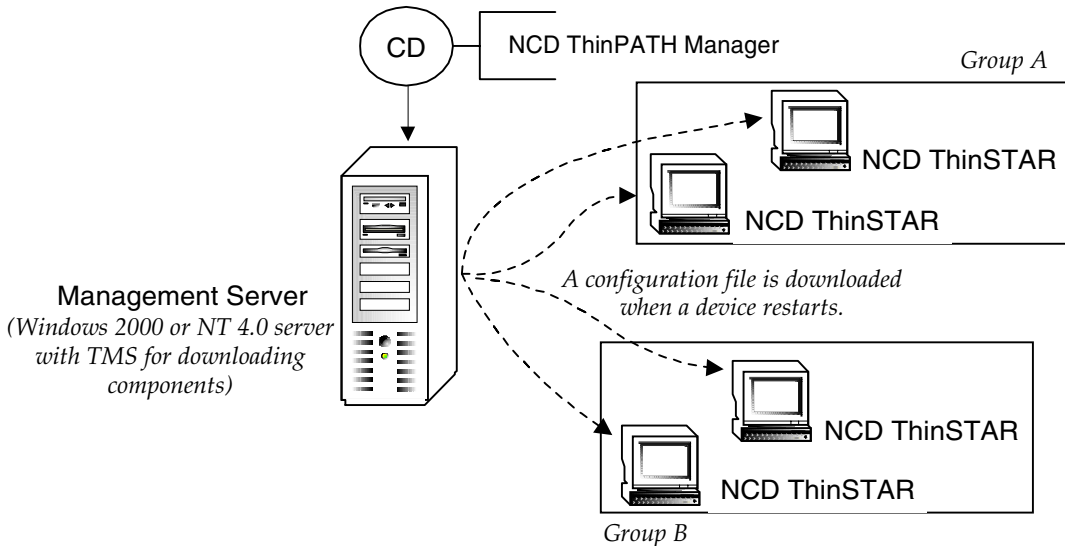 CD
NCD ThinPATH Manager
Group A
NCD ThinSTAR
NCD ThinSTAR
A configuration file is downloaded
when a device restarts.
Management Server
(Windows 2000 or NT 4.0 server
with TMS for downloading
components)
NCD ThinSTAR
NCD ThinSTAR
Group B